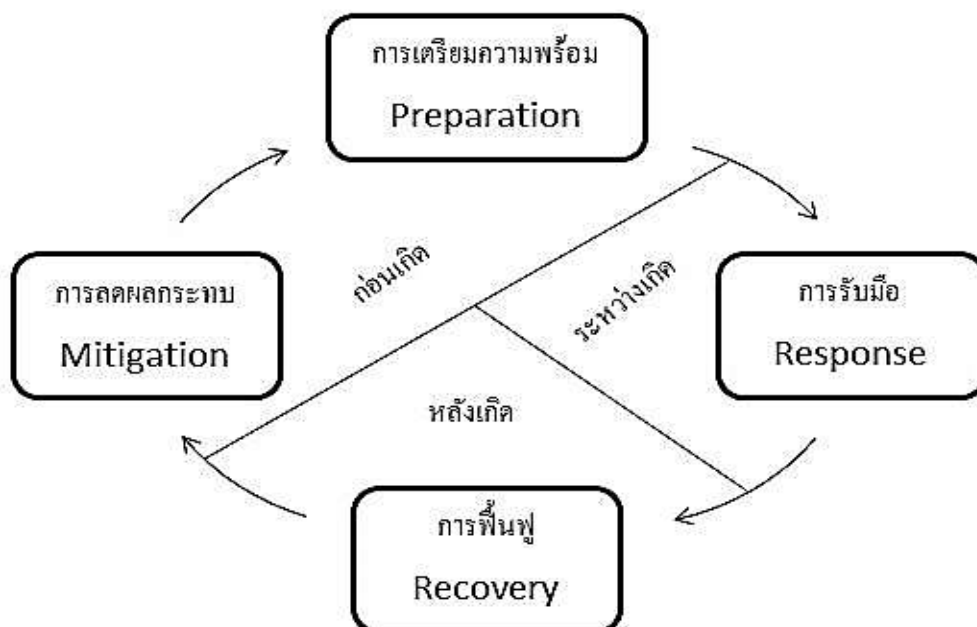 การเตรียมความพร้อม
Preparation
ก่อนเกิด
ระหว่างเกิด
การลดผลกระทบ
Mitigation
การรับมือ
Response
หลังเกิด
การฟื้นฟู
Recovery